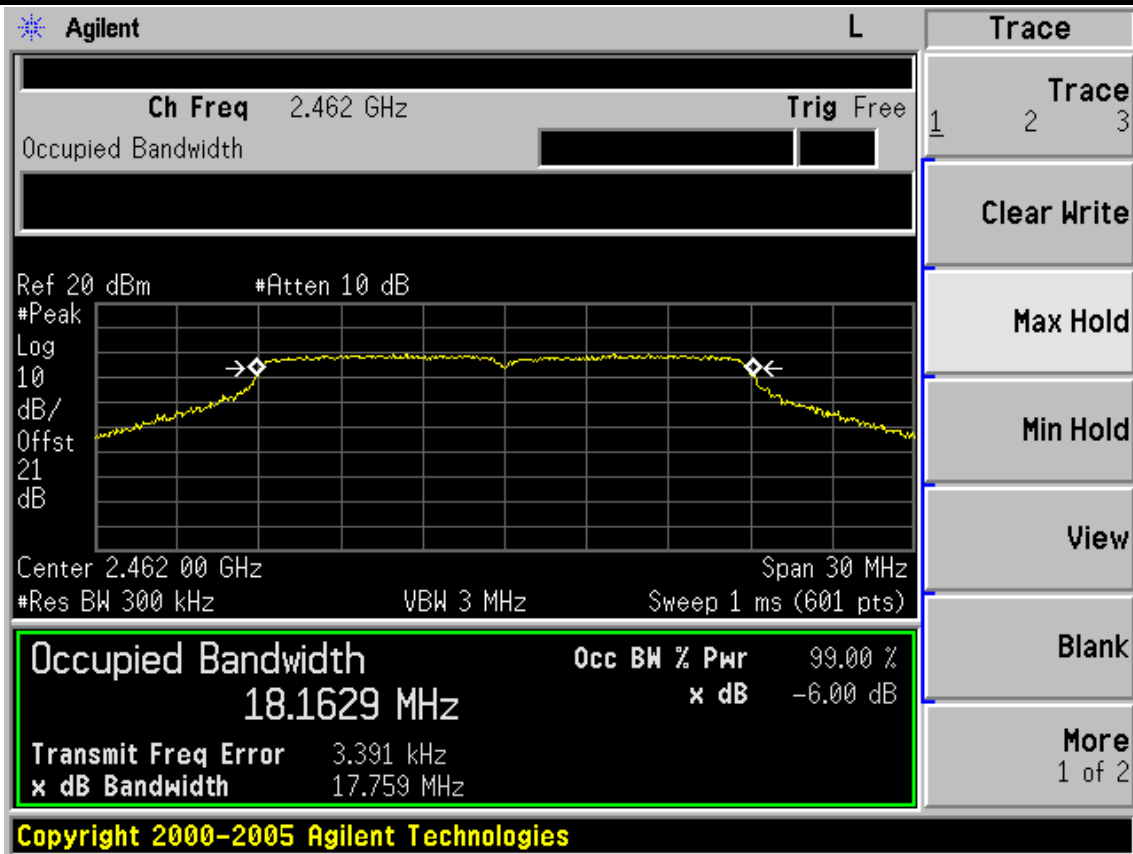 Agilent L Trace
Ch Freq 2.462 GHz Trig Free
Occupied Bandwidth
Trace
1 2 3
Clear Write
Max Hold
Min Hold
View
Blank
More
1 of 2
Ref 20 dBm #Atten 10 dB
#Peak
Log
10
dB/
Offst
21
dB
Center 2.462 00 GHz Span 30 MHz
#Res BW 300 kHz VBW 3 MHz Sweep 1 ms (601 pts)
Occupied Bandwidth Occ BW % Pwr 99.00 %
18.1629 MHz x dB -6.00 dB
Transmit Freq Error 3.391 kHz
x dB Bandwidth 17.759 MHz
Copyright 2000-2005 Agilent Technologies